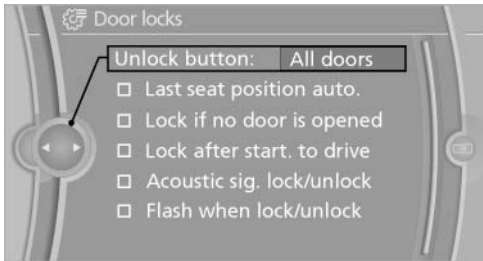 Door locks
Unlock button: All doors
Last seat position auto.
Lock if no door is opened
Lock after start. to drive
Acoustic sig. lock/unlock
Flash when lock/unlock